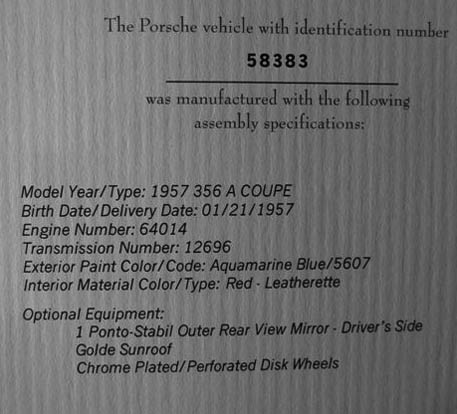 The Porsche vehicle with identification number
58383
was manufactured with the following
assembly specifications:
Model Year/Type: 1957 356 A COUPE
Birth Date/Delivery Date: 01/21/1957
Engine Number: 64014
Transmission Number: 12696
Exterior Paint Color/Code: Aquamarine Blue/5607
Interior Material Color/Type: Red - Leatherette
Optional Equipment:
1 Ponto-Stabil Outer Rear View Mirror - Driver's Side
Golde Sunroof
Chrome Plated/Perforated Disk Wheels